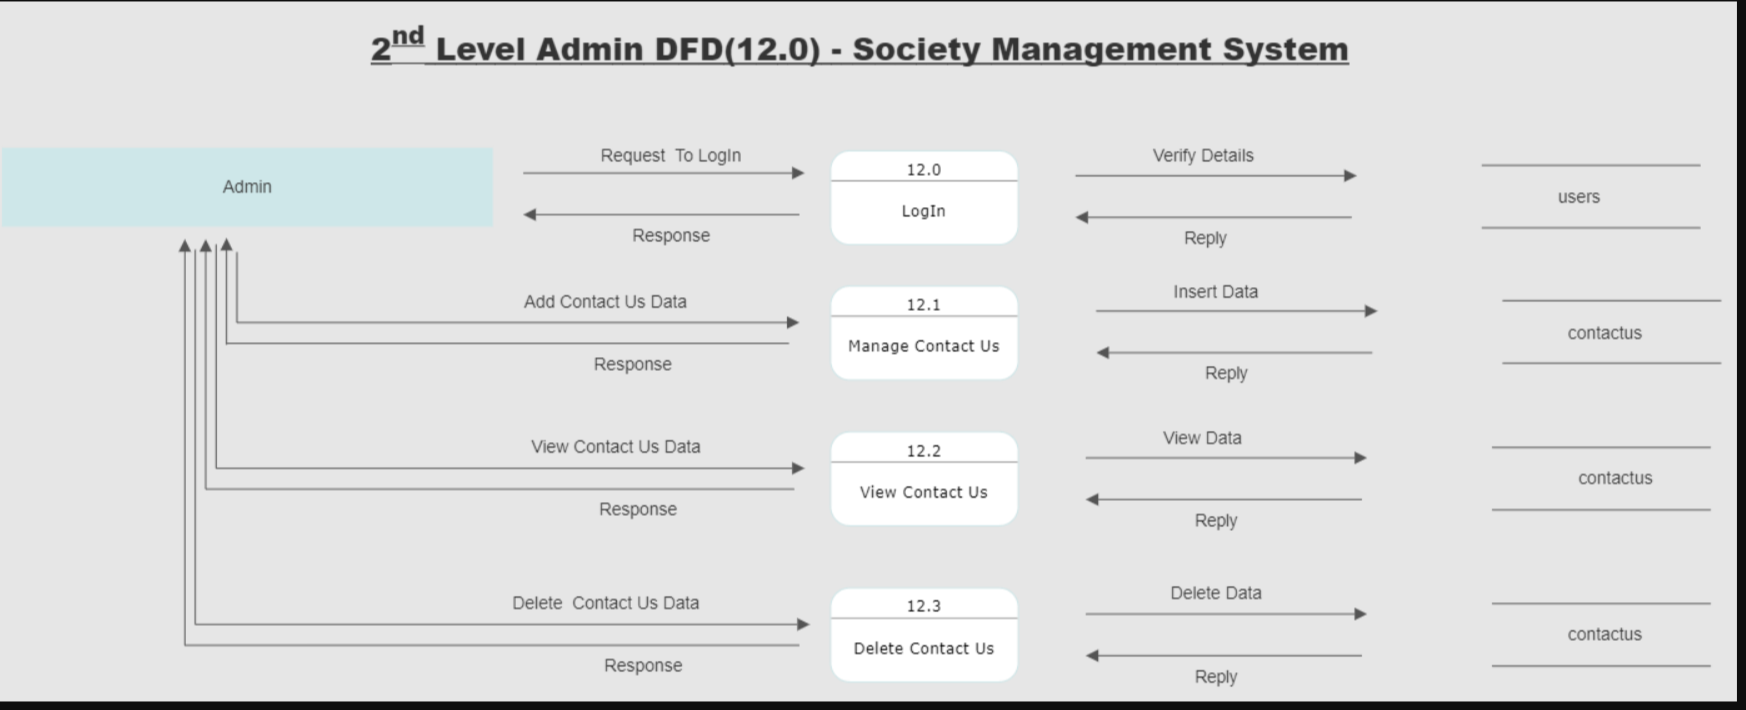 2nd Level Admin DFD(12.0) - Society Management System
Admin
Request To LogIn
Response
12.0
LogIn
Verify Details
Reply
users
Add Contact Us Data
Response
12.1
Manage Contact Us
Insert Data
Reply
contactus
View Contact Us Data
Response
12.2
View Contact Us
View Data
Reply
contactus
Delete Contact Us Data
Response
12.3
Delete Contact Us
Delete Data
Reply
contactus